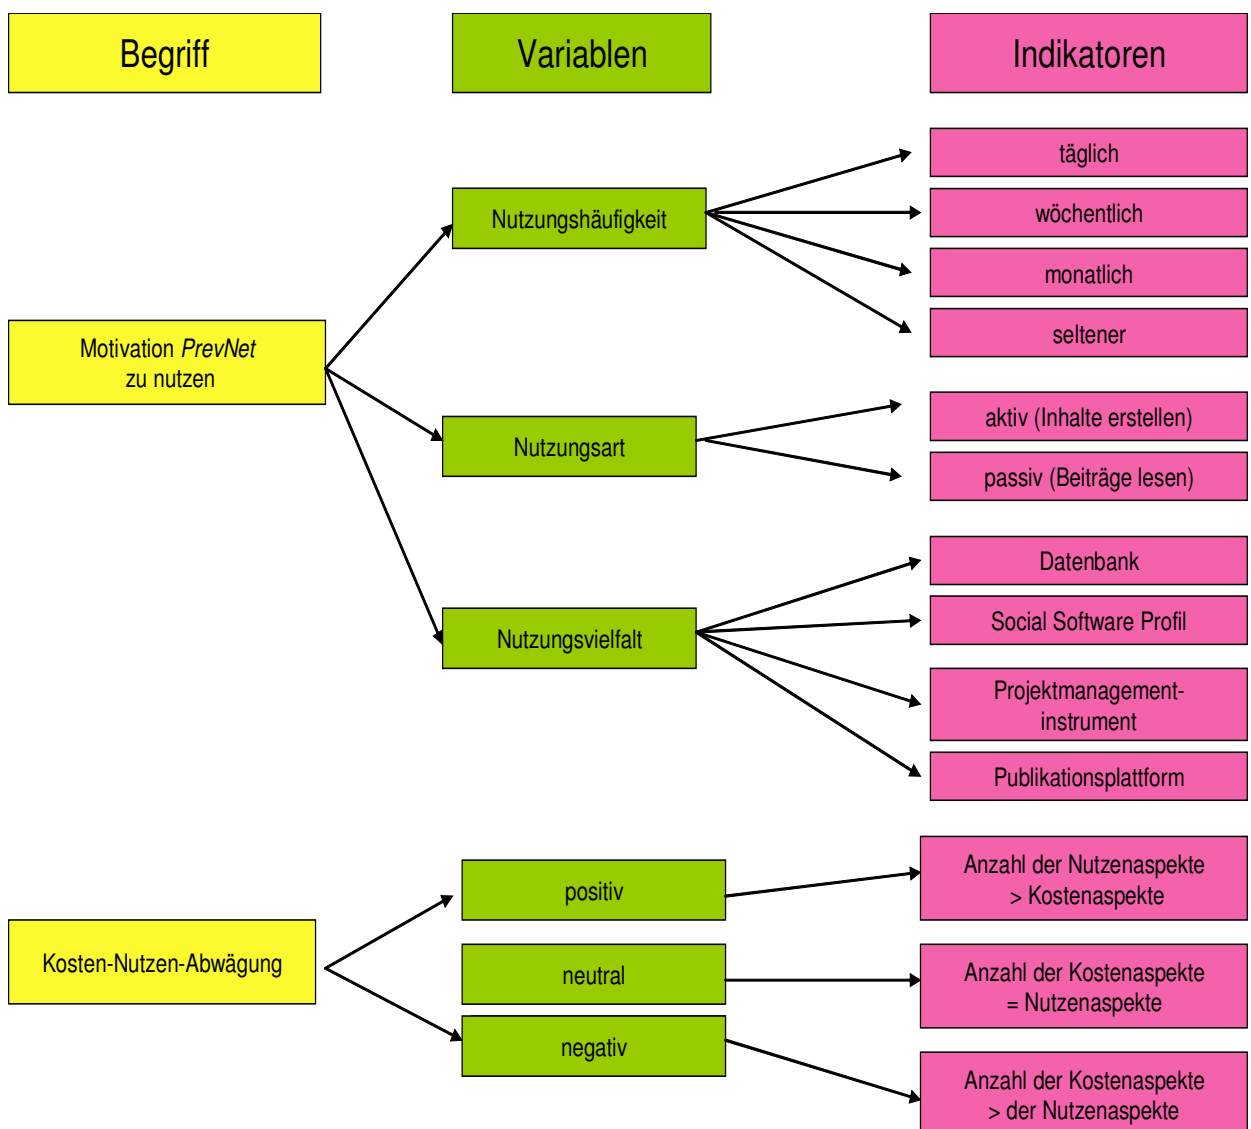 Begriff
Variablen
Indikatoren
Motivation PrevNet
zu nutzen
Nutzungshäufigkeit
täglich
wöchentlich
monatlich
seltener
Nutzungsart
aktiv (Inhalte erstellen)
passiv (Beiträge lesen)
Nutzungsvielfalt
Datenbank
Social Software Profil
Projektmanagement-
instrument
Publikationsplattform
Kosten-Nutzen-Abwägung
positiv
Anzahl der Nutzenaspekte
> Kostenaspekte
neutral
Anzahl der Kostenaspekte
= Nutzenaspekte
negativ
Anzahl der Kostenaspekte
> der Nutzenaspekte